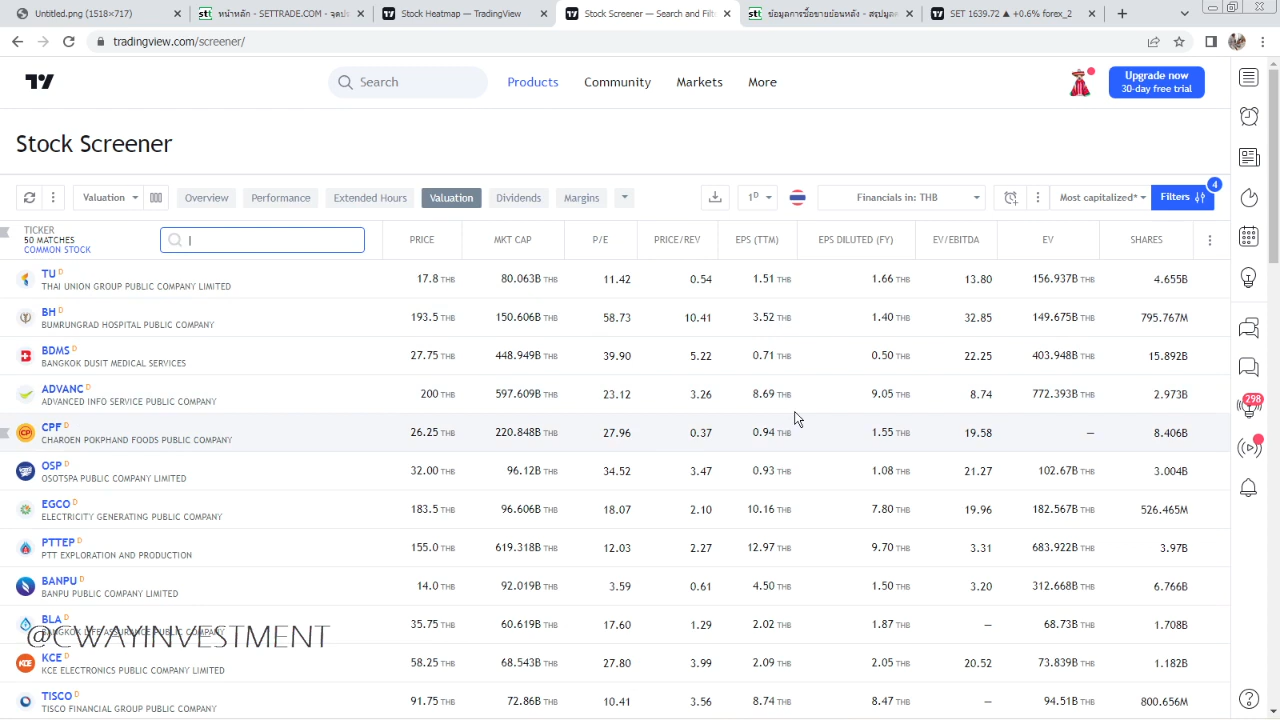 Untitled.png (1518×717)
หน้าหลัก - SETTRADE.COM - จุดประ
Stock Heatmap — TradingView
Stock Screener — Search and Filt
ข้อมูลการซื้อขายย้อนหลัง - สรุปมูลค
SET 1639.72 ▲ +0.6% forex_2
tradingview.com/screener/
Search
Products
Community
Markets
More
Upgrade now
30-day free trial
Stock Screener
Valuation
Overview
Performance
Extended Hours
Valuation
Dividends
Margins
1D
Financials in: THB
Most capitalized*
Filters
4
TICKER
50 MATCHES
COMMON STOCK
PRICE MKT CAP P/E PRICE/REV EPS (TTM) EPS DILUTED (FY) EV/EBITDA EV SHARES
TU D 17.8 THB 80.063B THB 11.42 0.54 1.51 THB 1.66 THB 13.80 156.937B THB 4.655B
THAI UNION GROUP PUBLIC COMPANY LIMITED
BH D 193.5 THB 150.606B THB 58.73 10.41 3.52 THB 1.40 THB 32.85 149.675B THB 795.767M
BUMRUNGRAD HOSPITAL PUBLIC COMPANY
BDMS D 27.75 THB 448.949B THB 39.90 5.22 0.71 THB 0.50 THB 22.25 403.948B THB 15.892B
BANGKOK DUSIT MEDICAL SERVICES
ADVANC D 200 THB 597.609B THB 23.12 3.26 8.69 THB 9.05 THB 8.74 772.393B THB 2.973B
ADVANCED INFO SERVICE PUBLIC COMPANY
CPF D 26.25 THB 220.848B THB 27.96 0.37 0.94 THB 1.55 THB 19.58 — 8.406B
CHAROEN POKPHAND FOODS PUBLIC COMPANY
OSP D 32.00 THB 96.12B THB 34.52 3.47 0.93 THB 1.08 THB 21.27 102.67B THB 3.004B
OSOTSPA PUBLIC COMPANY LIMITED
EGCO D 183.5 THB 96.606B THB 18.07 2.10 10.16 THB 7.80 THB 19.96 182.567B THB 526.465M
ELECTRICITY GENERATING PUBLIC COMPANY
PTTEP D 155.0 THB 619.318B THB 12.03 2.27 12.97 THB 9.70 THB 3.31 683.922B THB 3.97B
PTT EXPLORATION AND PRODUCTION
BANPU D 14.0 THB 92.019B THB 3.59 0.61 4.50 THB 1.50 THB 3.20 312.668B THB 6.766B
BANPU PUBLIC COMPANY LIMITED
BLA D 35.75 THB 60.619B THB 17.60 1.29 2.02 THB 1.87 THB — 68.73B THB 1.708B
BANGKOK LIFE ASSURANCE PUBLIC COMPANY
@CWAYINVESTMENT
KCE D 58.25 THB 68.543B THB 27.80 3.99 2.09 THB 2.05 THB 20.52 73.839B THB 1.182B
KCE ELECTRONICS PUBLIC COMPANY LIMITED
TISCO D 91.75 THB 72.86B THB 10.41 3.56 8.74 THB 8.47 THB — 94.51B THB 800.656M
TISCO FINANCIAL GROUP PUBLIC COMPANY
298